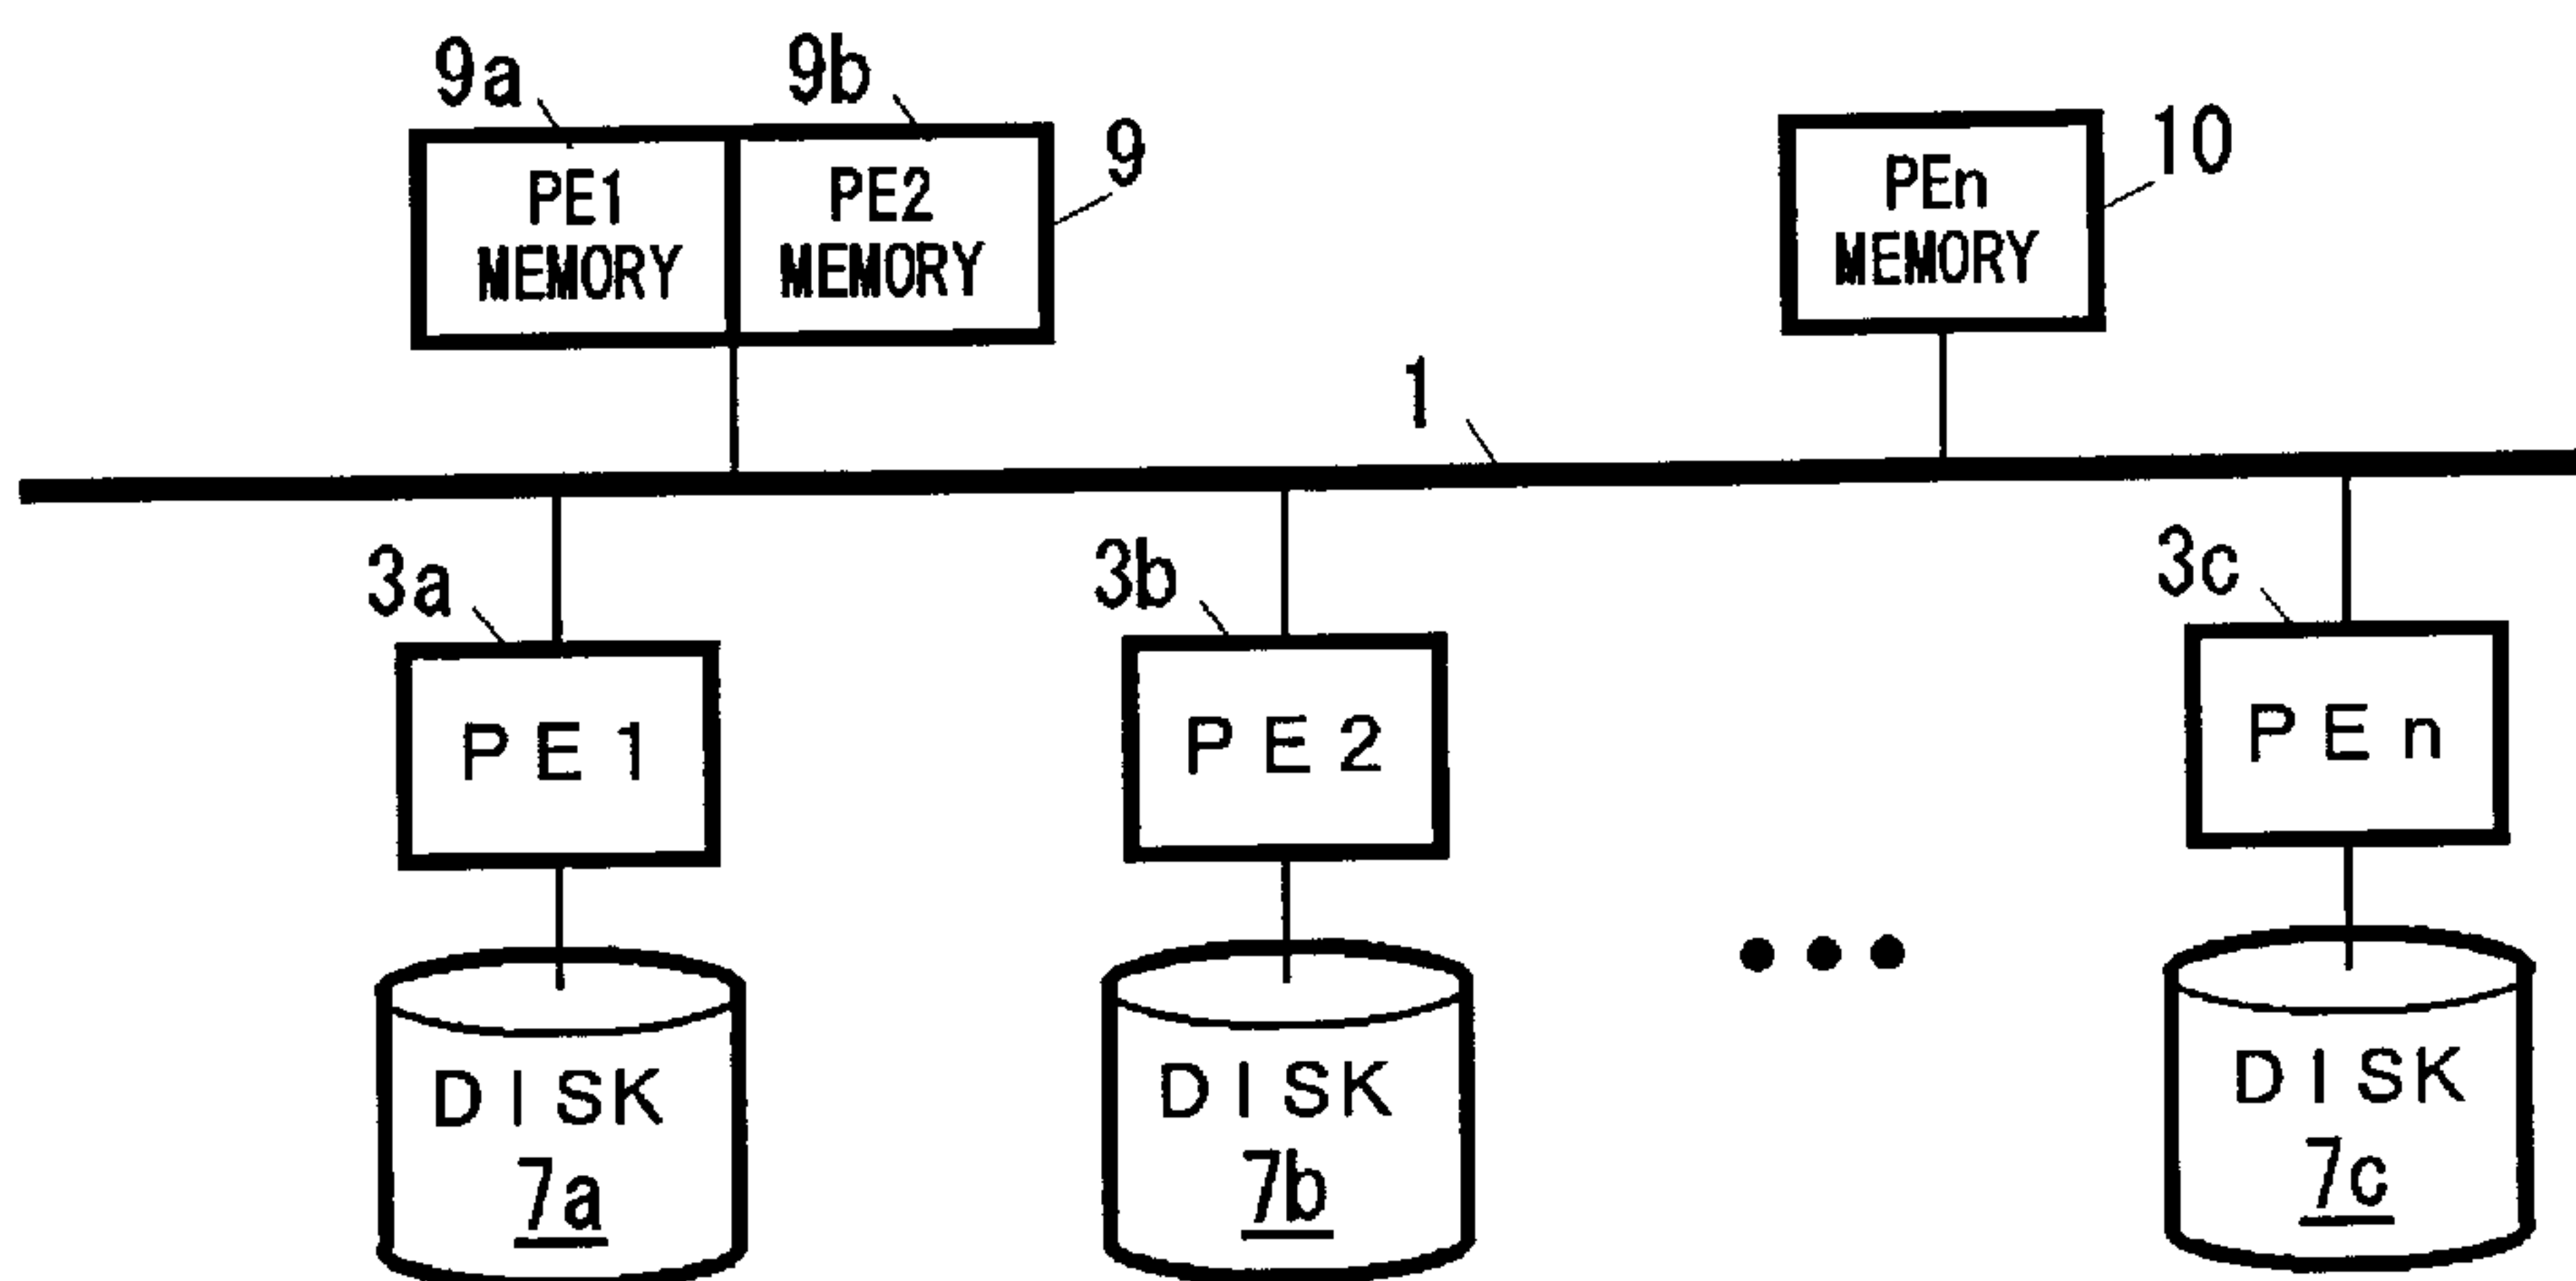 9a
9b
9
10
PE1
MEMORY
PE2
MEMORY
PEn
MEMORY
1
3a
3b
3c
PE1
PE2
PEn
DISK
7a
DISK
7b
DISK
7c